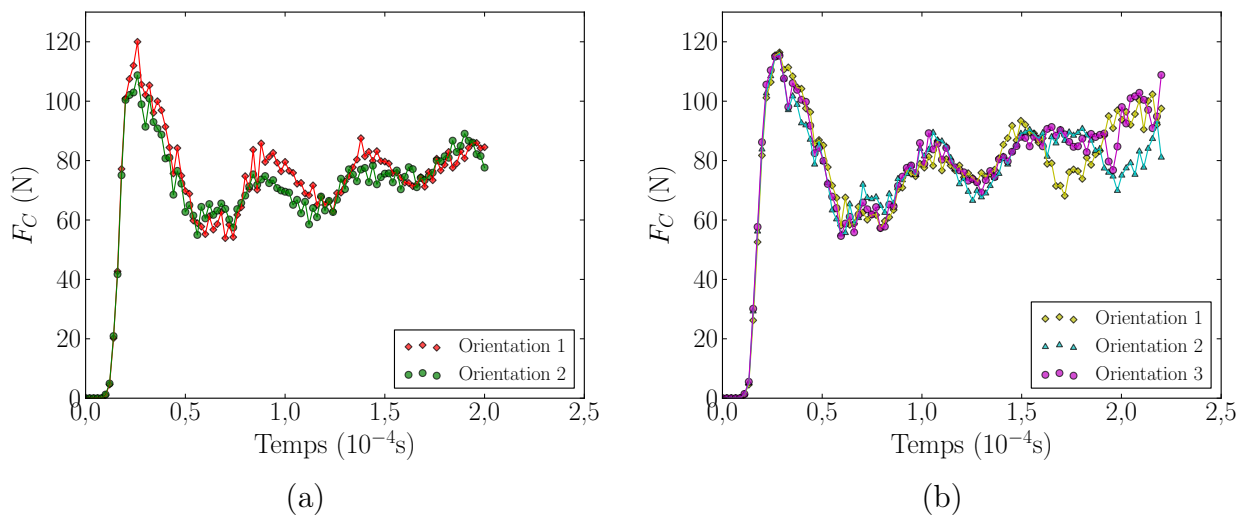 120
100
80
60
40
20
0
0,0 0,5 1,0 1,5 2,0 2,5
F_C (N)
Temps (10⁻⁴s)
Orientation 1
Orientation 2
(a)
120
100
80
60
40
20
0
0,0 0,5 1,0 1,5 2,0 2,5
F_C (N)
Temps (10⁻⁴s)
Orientation 1
Orientation 2
Orientation 3
(b)